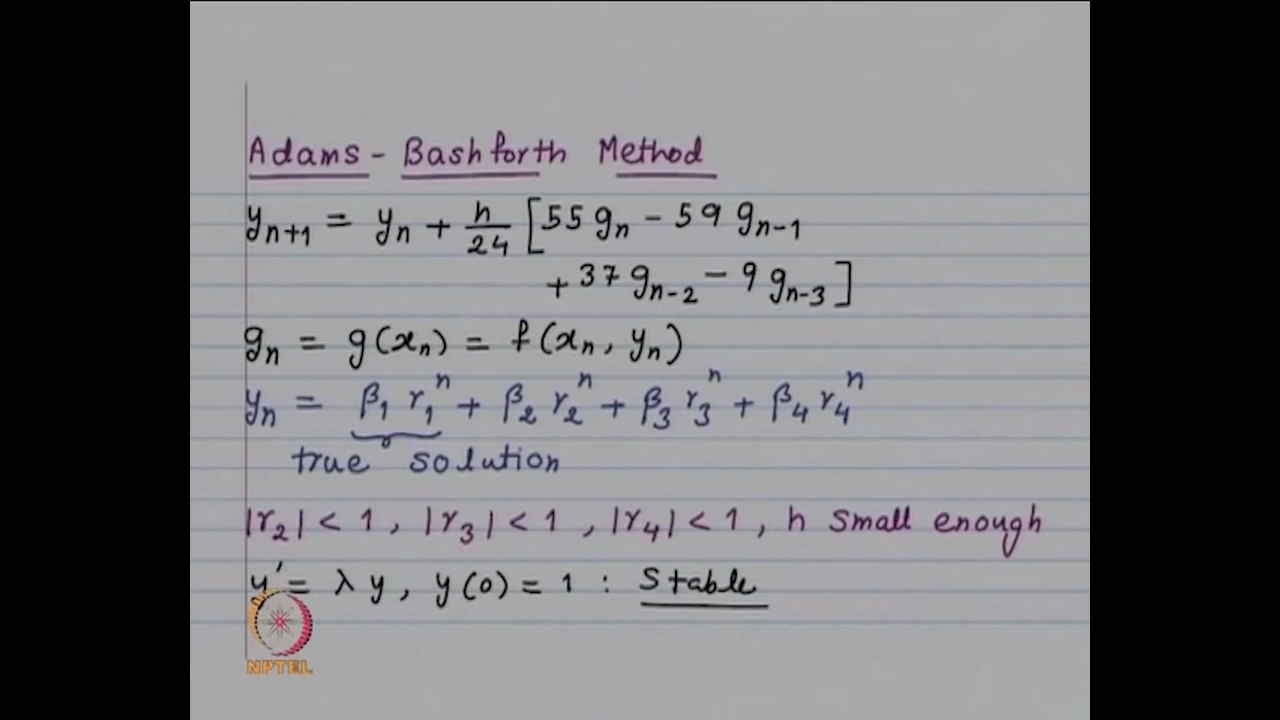 Adams - Bashforth Method
yn+1 = yn + h/24 [55 gn - 59 gn-1
+ 37 gn-2 - 9 gn-3]
gn = g(xn) = f(xn, yn)
yn = β1 r1^n + β2 r2^n + β3 r3^n + β4 r4^n
true solution
|r2| < 1, |r3| < 1, |r4| < 1, h small enough
y' = λ y, y(0) = 1 : Stable
NPTEL